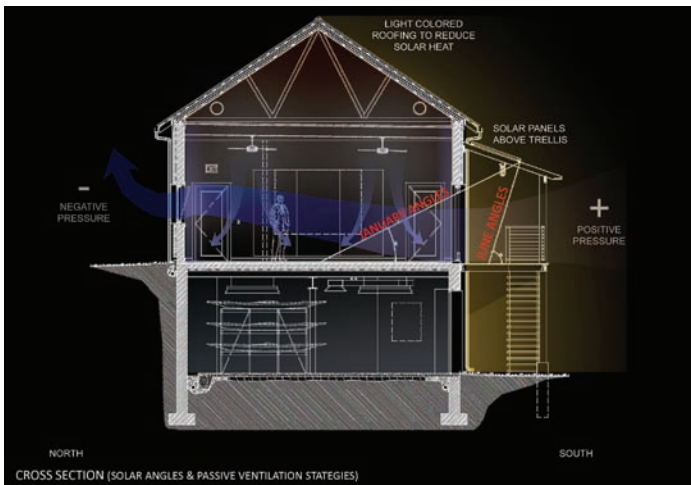 LIGHT COLORED
ROOFING TO REDUCE
SOLAR HEAT
SOLAR PANELS
ABOVE TRELLIS
-
NEGATIVE
PRESSURE
JANUARY ANGLES
JUNE ANGLES
+
POSITIVE
PRESSURE
NORTH
SOUTH
CROSS SECTION (SOLAR ANGLES & PASSIVE VENTILATION STATEGIES)